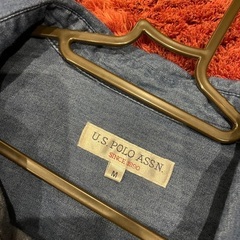 U.S. POLO ASSN.
SINCE 1890
M